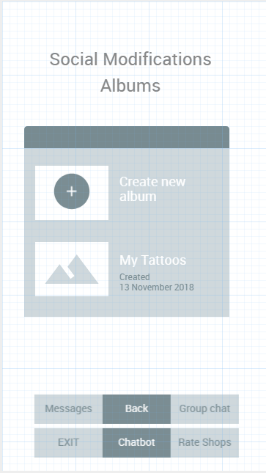 Social Modifications
Albums
+
Create new
album
My Tattoos
Created
13 November 2018
Messages Back Group chat
EXIT Chatbot Rate Shops